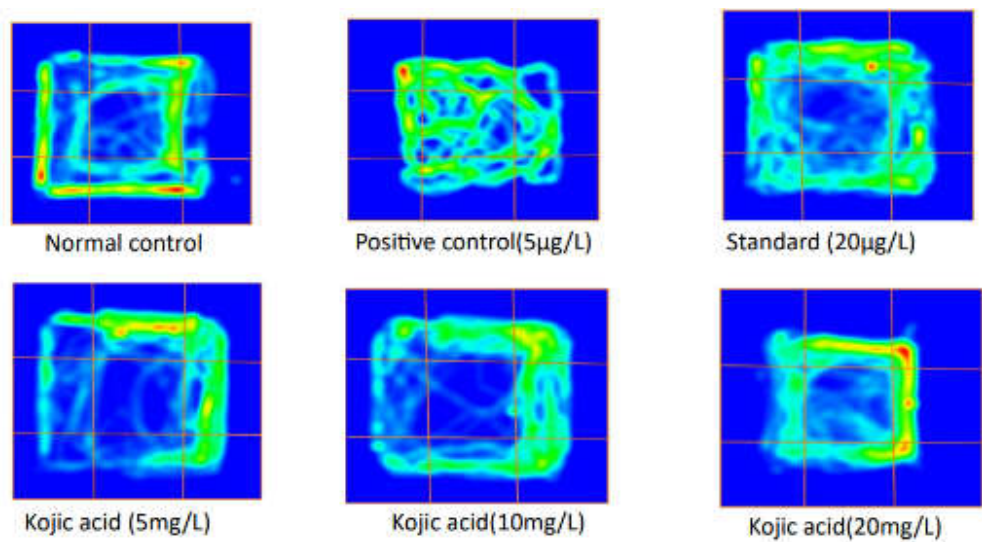 Normal control
Positive control(5µg/L)
Standard (20µg/L)
Kojic acid (5mg/L)
Kojic acid(10mg/L)
Kojic acid(20mg/L)